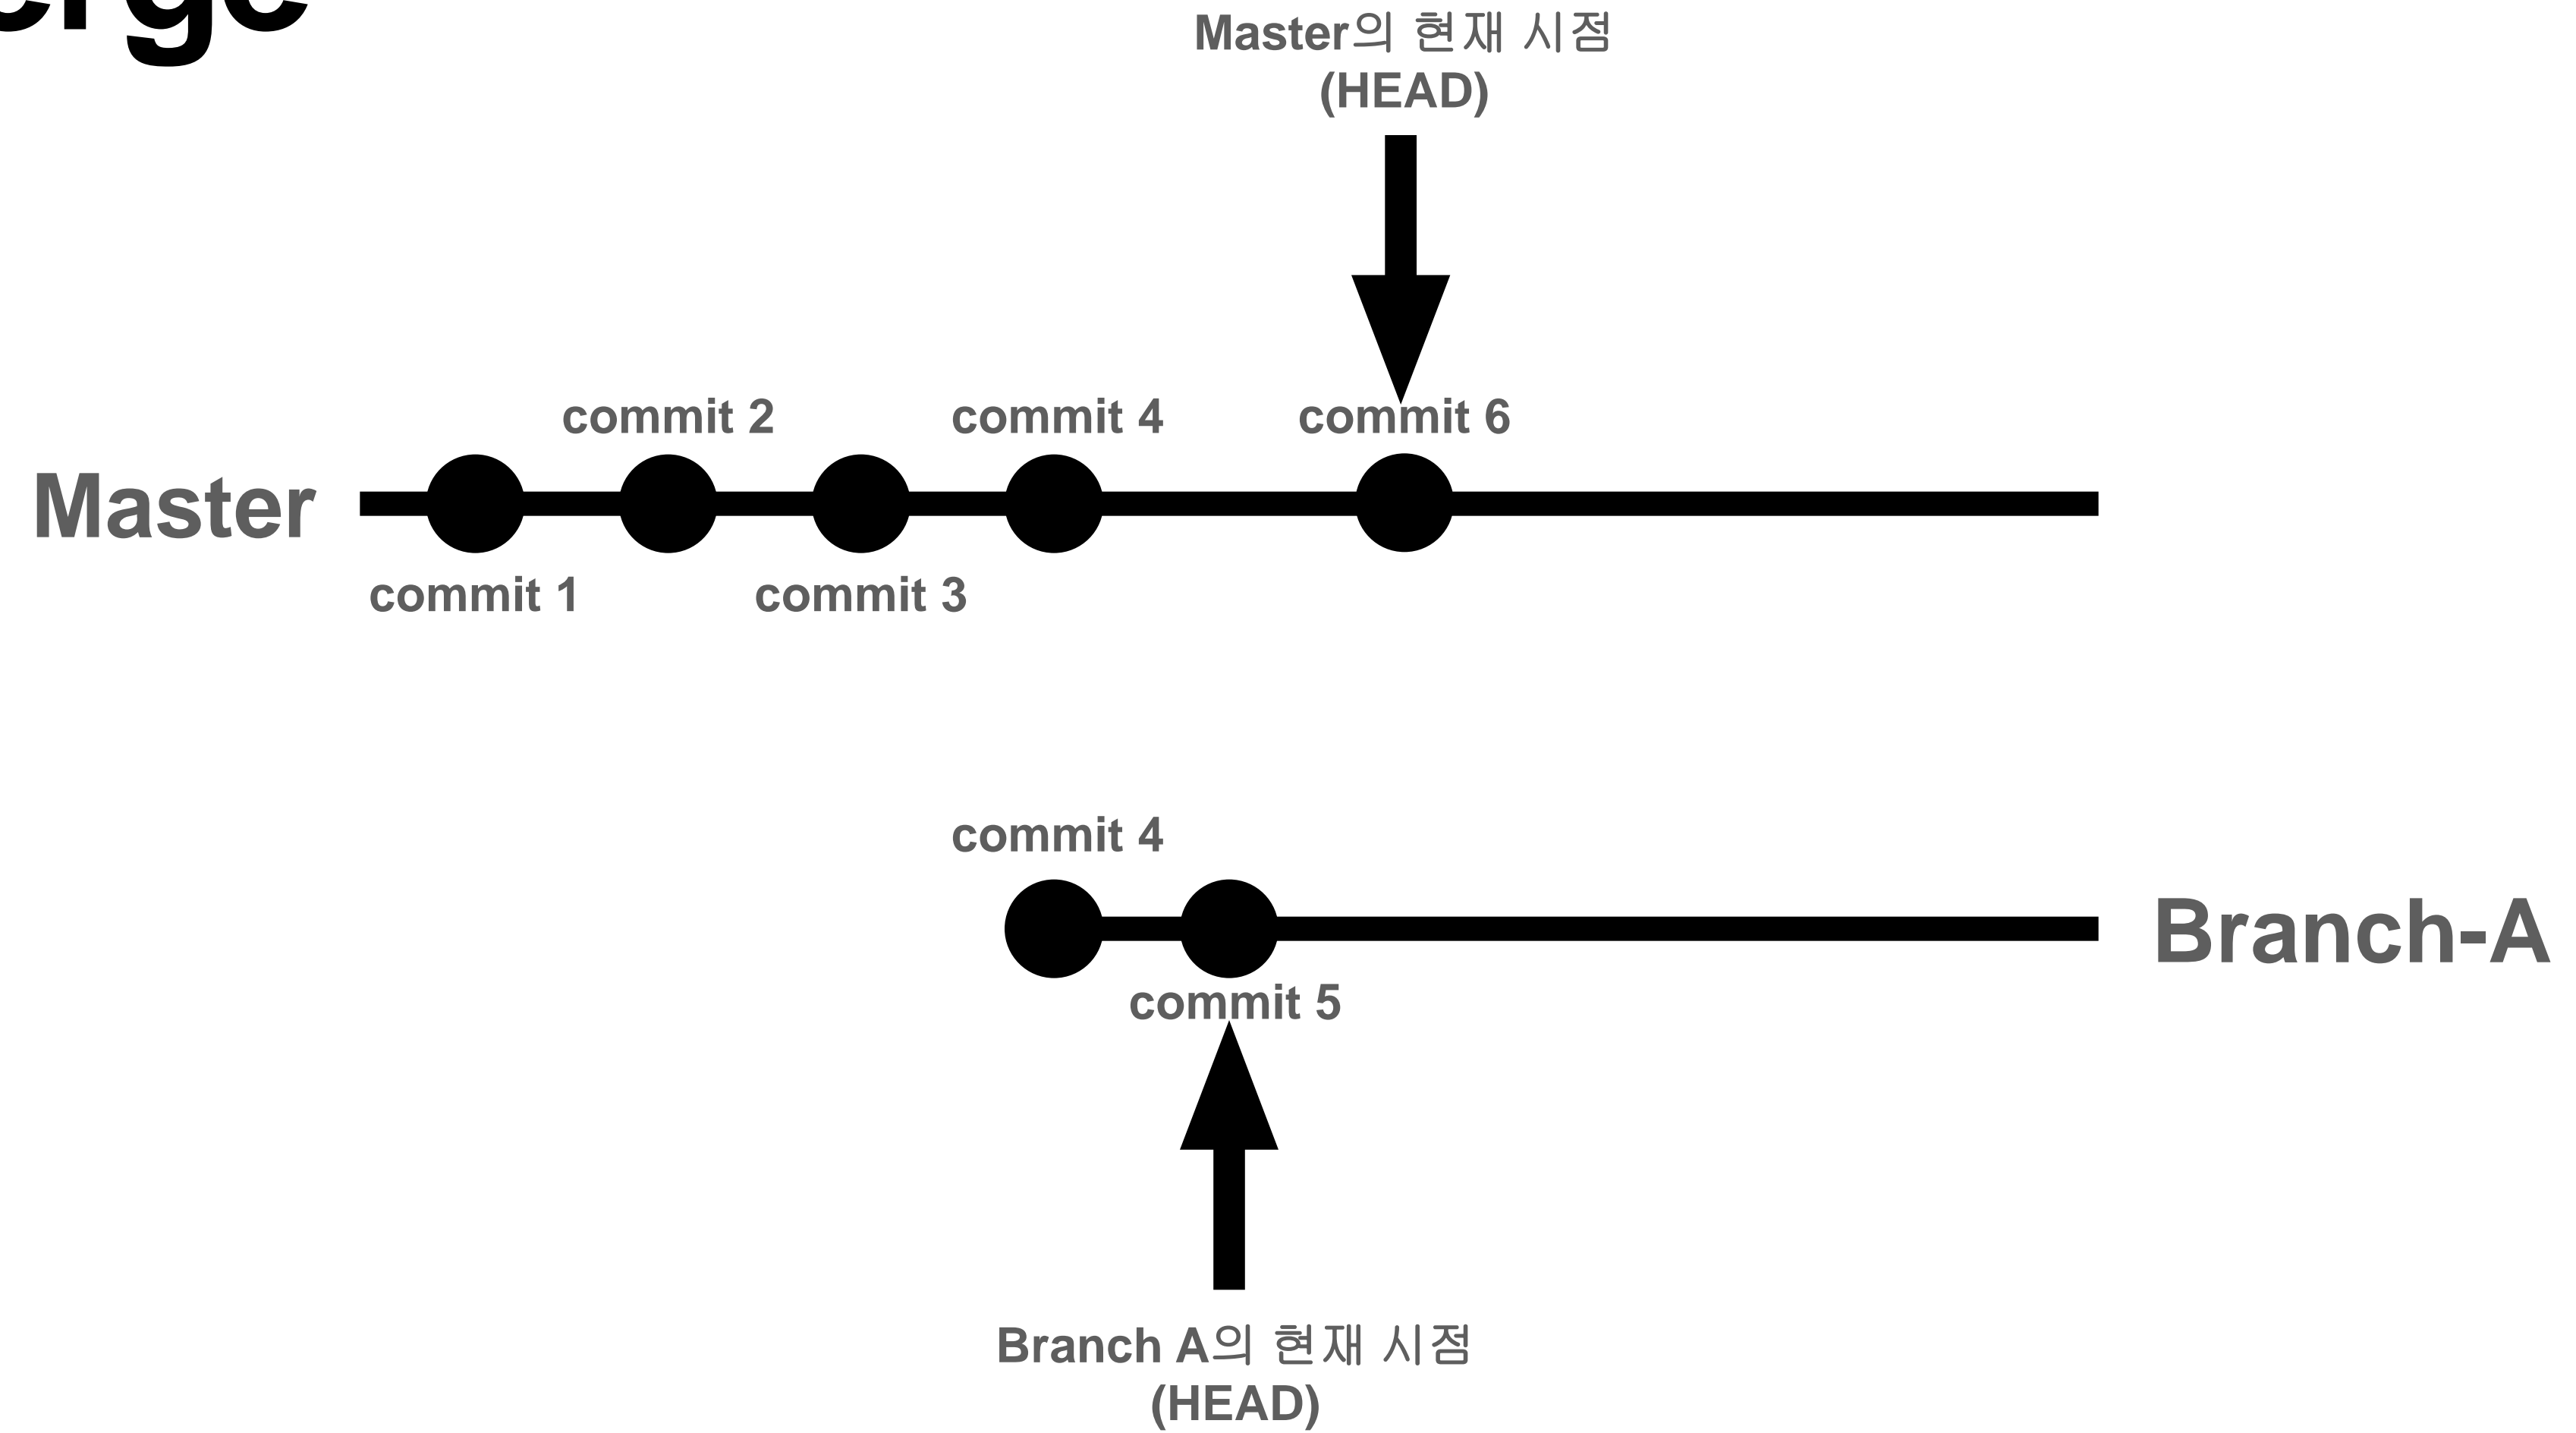 Master의 현재 시점
(HEAD)
commit 2
commit 4
commit 6
Master
commit 1
commit 3
commit 4
Branch-A
commit 5
Branch A의 현재 시점
(HEAD)